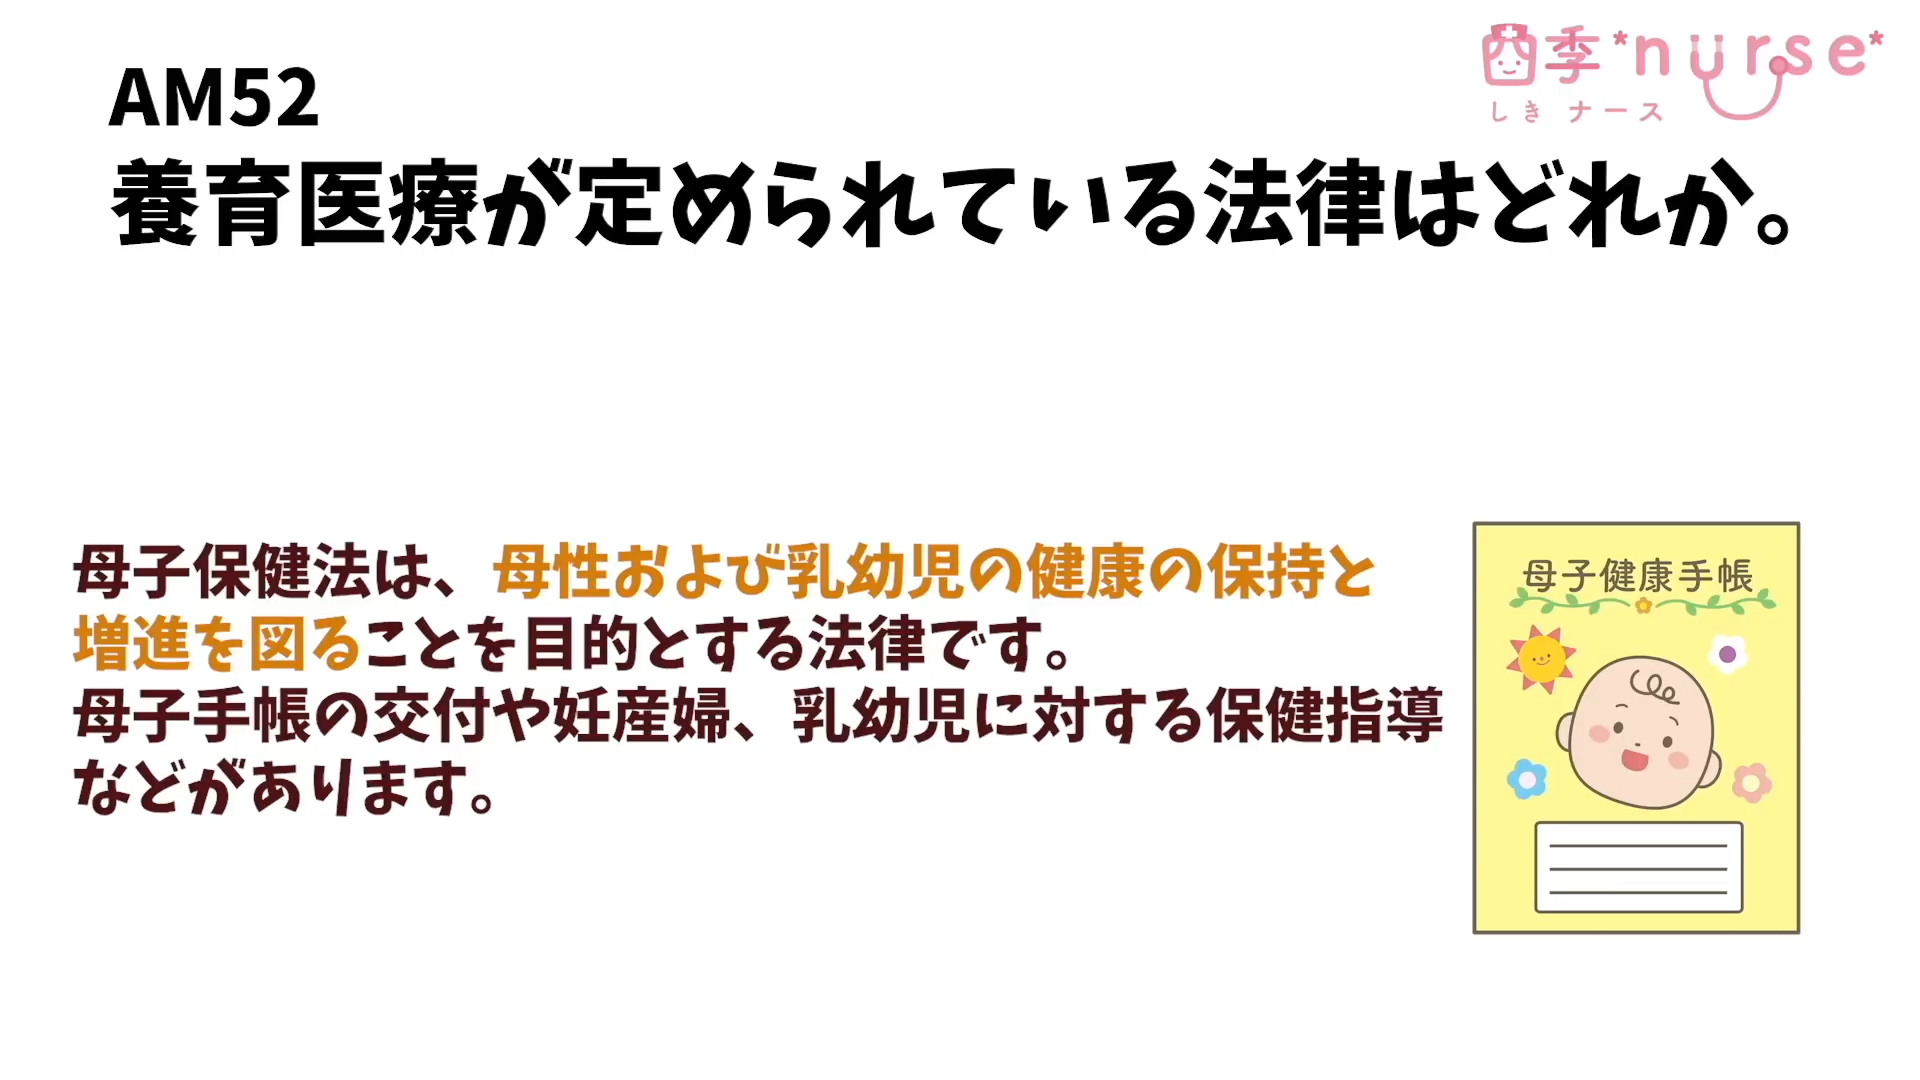 四季*nurse*
しき ナース
AM52
養育医療が定められている法律はどれか。
母子保健法は、母性および乳幼児の健康の保持と
増進を図ることを目的とする法律です。
母子手帳の交付や妊産婦、乳幼児に対する保健指導
などがあります。
母子健康手帳